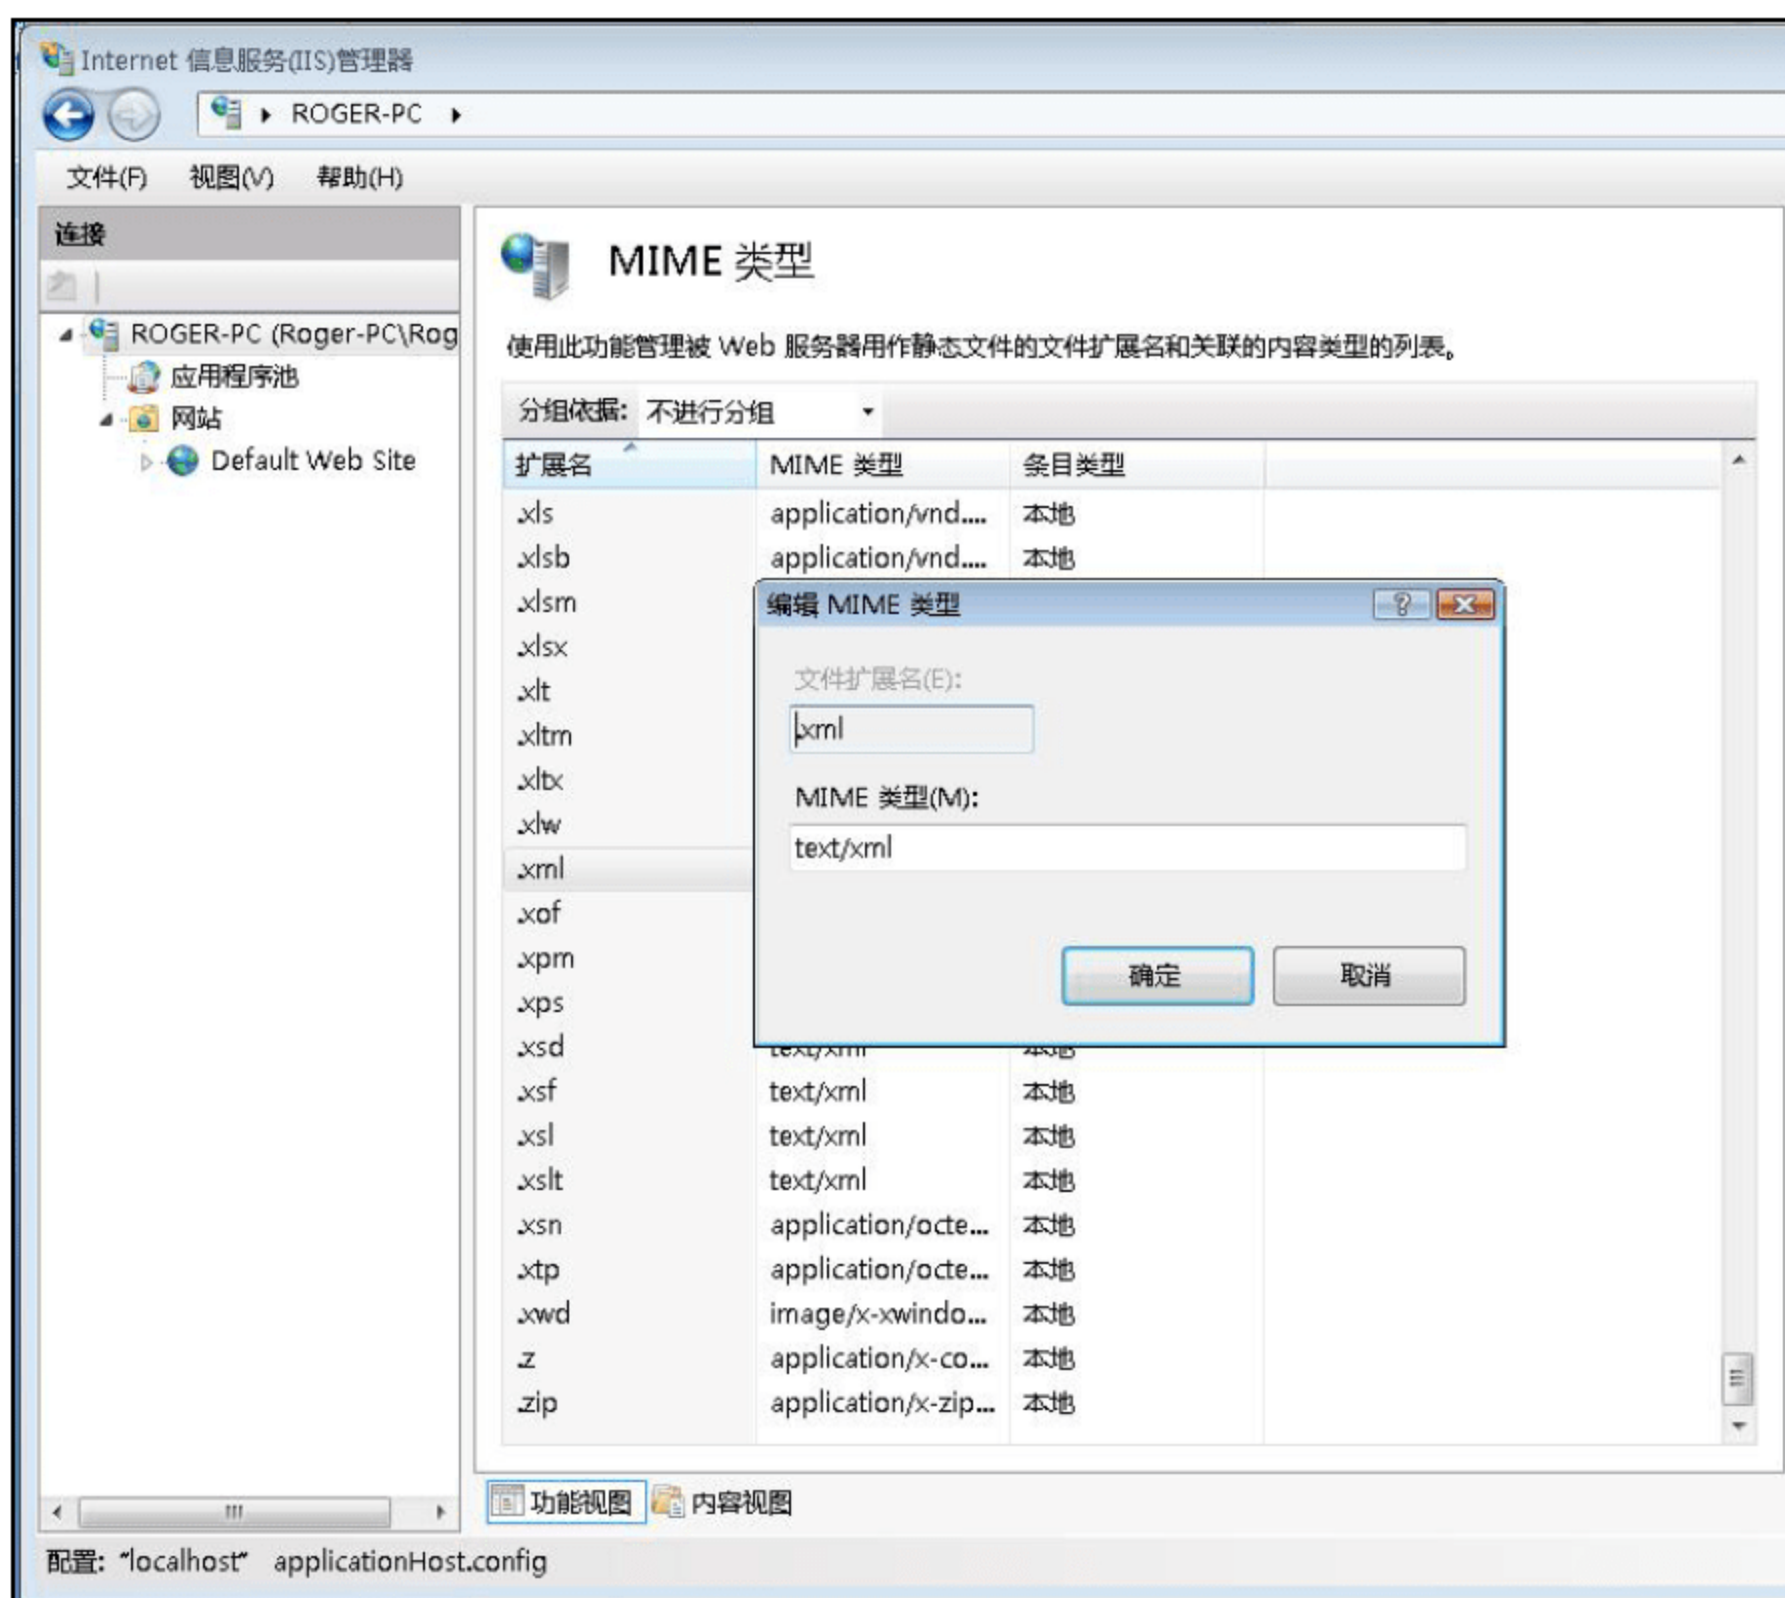 Internet 信息服务(IIS)管理器
ROGER-PC
文件(F) 视图(V) 帮助(H)
连接
ROGER-PC (Roger-PC\Rog
应用程序池
网站
Default Web Site
MIME 类型
使用此功能管理被 Web 服务器用作静态文件的文件扩展名和关联的内容类型的列表。
分组依据: 不进行分组
扩展名 MIME 类型 条目类型
.xls application/vnd.... 本地
.xlsb application/vnd.... 本地
.xlsm
.xlsx
.xlt
.xltm
.xltx
.xlw
.xml
.xof
.xpm
.xps
.xsd text/xml 本地
.xsf text/xml 本地
.xsl text/xml 本地
.xslt text/xml 本地
.xsn application/octe... 本地
.xtp application/octe... 本地
.xwd image/x-xwindo... 本地
.z application/x-co... 本地
.zip application/x-zip... 本地
编辑 MIME 类型
文件扩展名(E):
.xml
MIME 类型(M):
text/xml
确定 取消
功能视图 内容视图
配置: "localhost" applicationHost.config